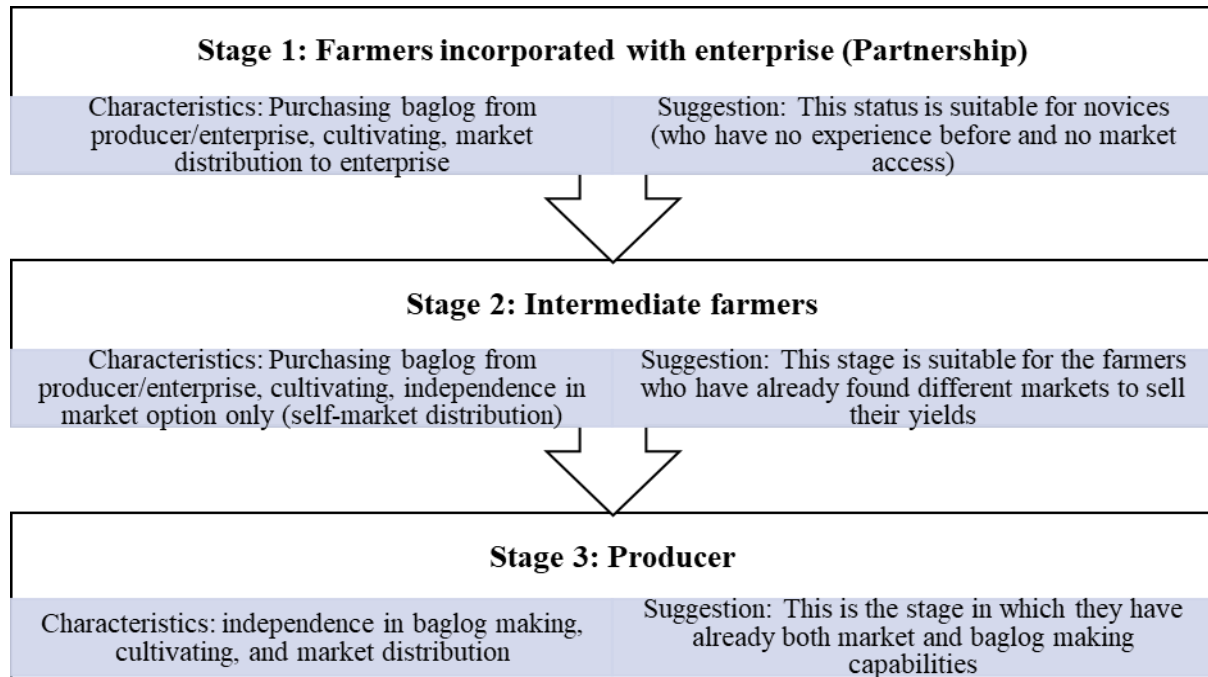 Stage 1: Farmers incorporated with enterprise (Partnership)
Characteristics: Purchasing baglog from
producer/enterprise, cultivating, market
distribution to enterprise
Suggestion: This status is suitable for novices
(who have no experience before and no market
access)
Stage 2: Intermediate farmers
Characteristics: Purchasing baglog from
producer/enterprise, cultivating, independence in
market option only (self-market distribution)
Suggestion: This stage is suitable for the farmers
who have already found different markets to sell
their yields
Stage 3: Producer
Characteristics: independence in baglog making,
cultivating, and market distribution
Suggestion: This is the stage in which they have
already both market and baglog making
capabilities